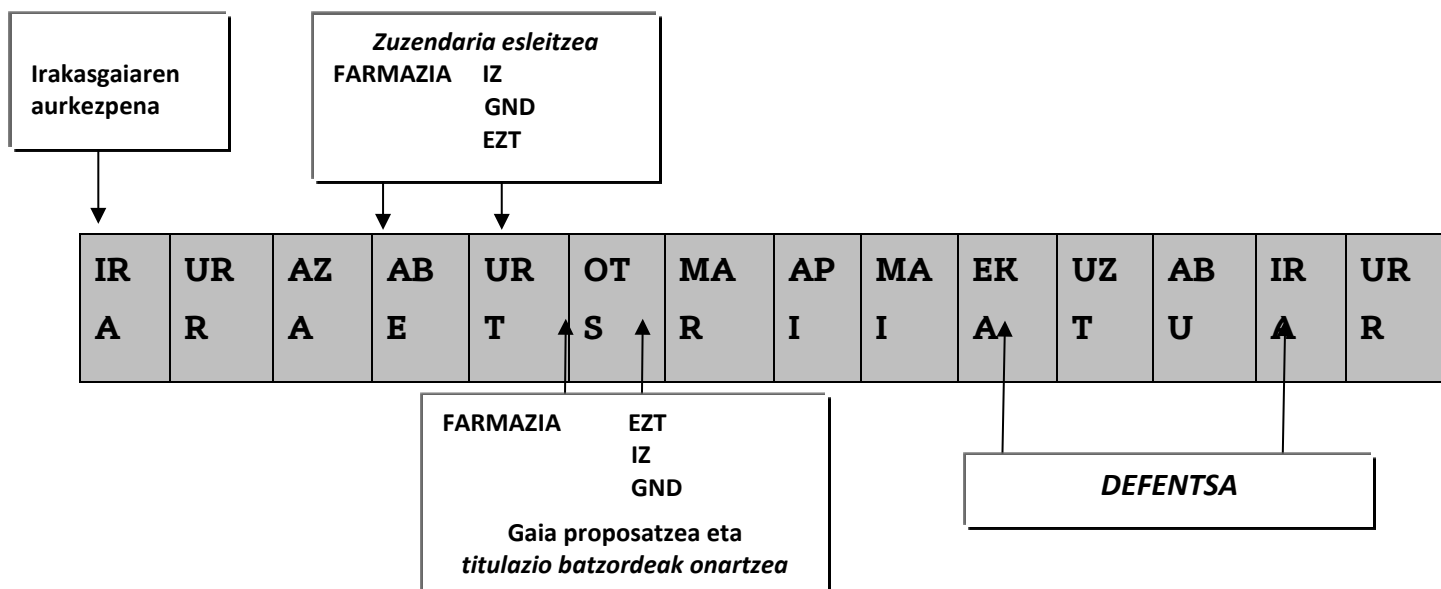 Irakasgaiaren
aurkezpena
Zuzendaria esleitzea
FARMAZIA IZ
GND
EZT
IR UR AZ AB UR OT MA AP MA EK UZ AB IR UR
A R A E T S R I I A T U A R
FARMAZIA EZT
IZ
GND
Gaia proposatzea eta
titulazio batzordeak onartzea
DEFENTSA